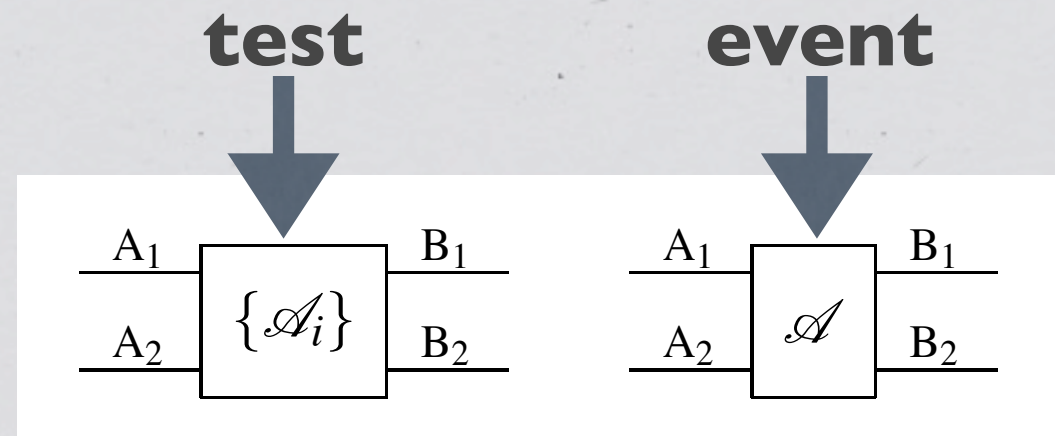 test event
A₁ B₁ A₁ B₁
{𝒜ᵢ} 𝒜
A₂ B₂ A₂ B₂